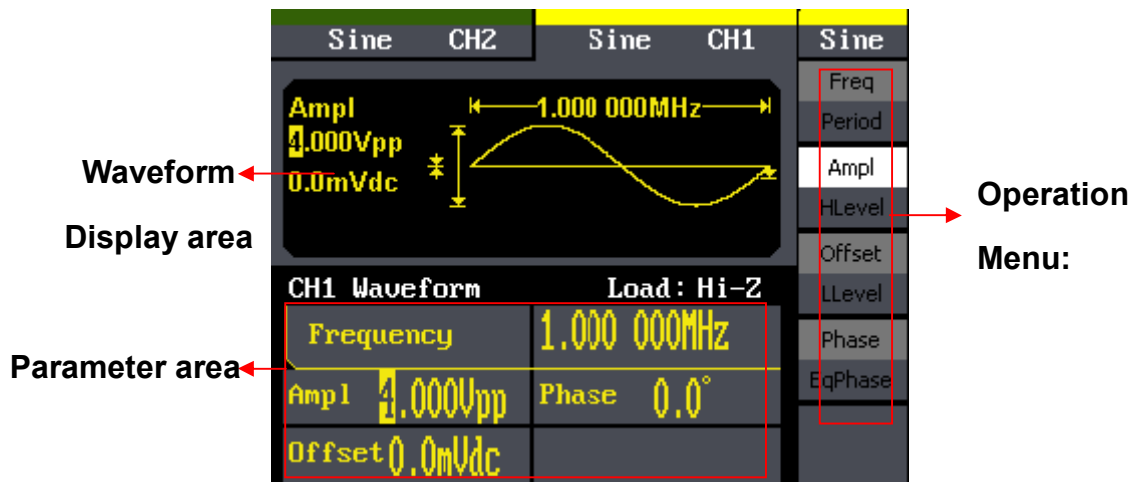 Sine CH2 Sine CH1 Sine
Freq
Period
Ampl
HLevel
Offset
LLevel
Phase
EqPhase
Ampl
4.000Vpp
0.0mVdc
1.000 000MHz
CH1 Waveform Load: Hi-Z
Frequency 1.000 000MHz
Ampl 4.000Vpp Phase 0.0°
Offset 0.0mVdc
Waveform
Display area
Parameter area
Operation
Menu: